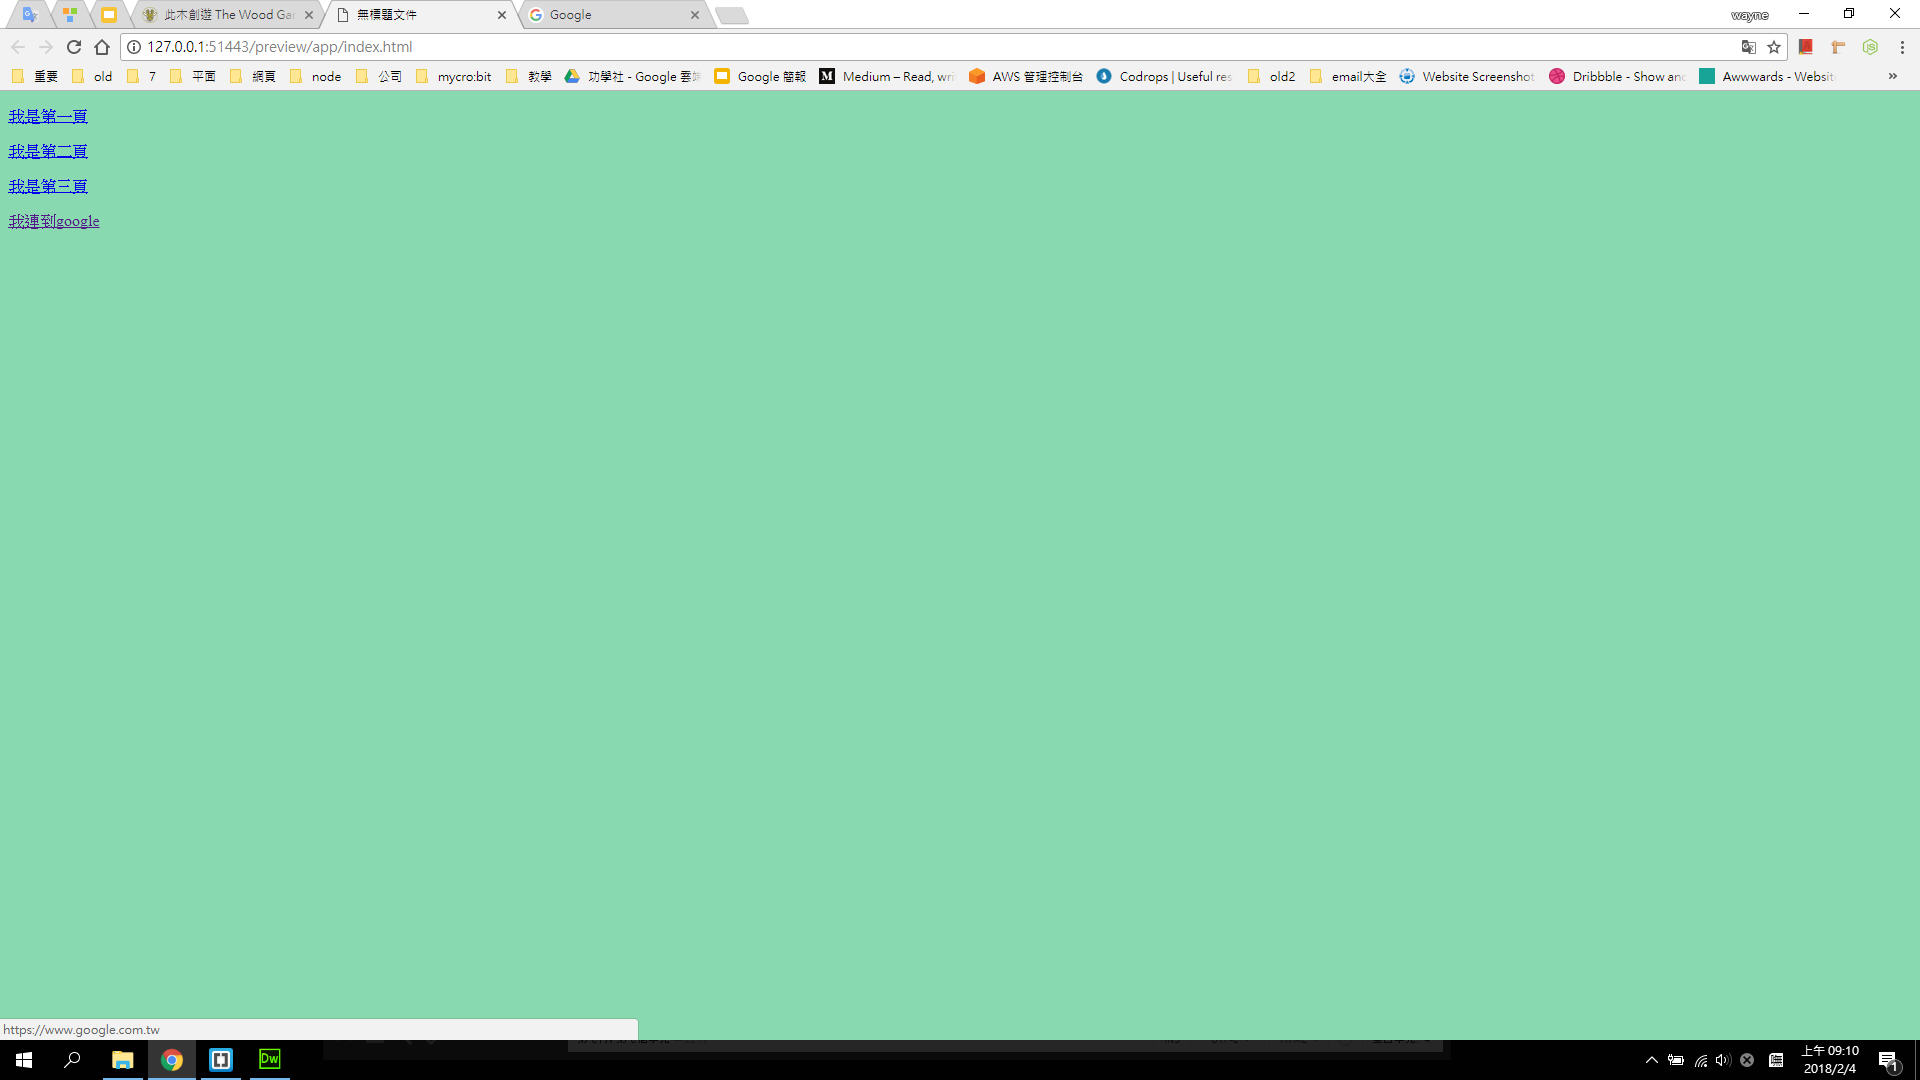 此木創遊 The Wood Gar
無標題文件
Google
wayne
127.0.0.1:51443/preview/app/index.html
重要 old 7 平面 網頁 node 公司 mycro:bit 教學 功學社 - Google 雲端 Google 簡報 Medium – Read, wri AWS 管理控制台 Codrops | Useful res old2 email大全 Website Screenshot Dribbble - Show and Awwwards - Websit
我是第一頁
我是第二頁
我是第三頁
我連到google
https://www.google.com.tw
Dw
上午 09:10
2018/2/4
1